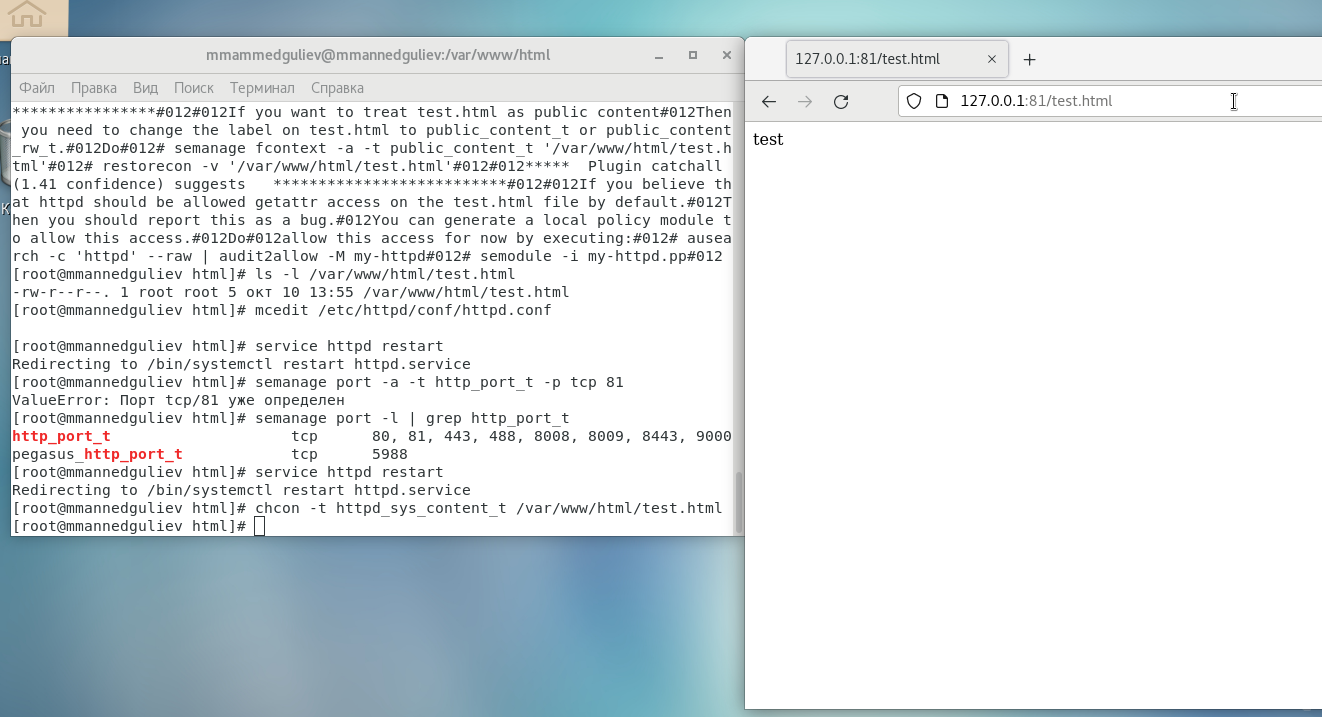 mmammedguliev@mmannedguliev:/var/www/html
Файл Правка Вид Поиск Терминал Справка
****************#012#012If you want to treat test.html as public content#012Then
you need to change the label on test.html to public_content_t or public_content
_rw_t.#012Do#012# semanage fcontext -a -t public_content_t '/var/www/html/test.h
tml'#012# restorecon -v '/var/www/html/test.html'#012#012***** Plugin catchall
(1.41 confidence) suggests **************************#012#012If you believe th
at httpd should be allowed getattr access on the test.html file by default.#012T
hen you should report this as a bug.#012You can generate a local policy module t
o allow this access.#012Do#012allow this access for now by executing:#012# ausea
rch -c 'httpd' --raw | audit2allow -M my-httpd#012# semodule -i my-httpd.pp#012
[root@mmannedguliev html]# ls -l /var/www/html/test.html
-rw-r--r--. 1 root root 5 окт 10 13:55 /var/www/html/test.html
[root@mmannedguliev html]# mcedit /etc/httpd/conf/httpd.conf
[root@mmannedguliev html]# service httpd restart
Redirecting to /bin/systemctl restart httpd.service
[root@mmannedguliev html]# semanage port -a -t http_port_t -p tcp 81
ValueError: Порт tcp/81 уже определен
[root@mmannedguliev html]# semanage port -l | grep http_port_t
http_port_t tcp 80, 81, 443, 488, 8008, 8009, 8443, 9000
pegasus_http_port_t tcp 5988
[root@mmannedguliev html]# service httpd restart
Redirecting to /bin/systemctl restart httpd.service
[root@mmannedguliev html]# chcon -t httpd_sys_content_t /var/www/html/test.html
[root@mmannedguliev html]#
127.0.0.1:81/test.html
127.0.0.1:81/test.html
test